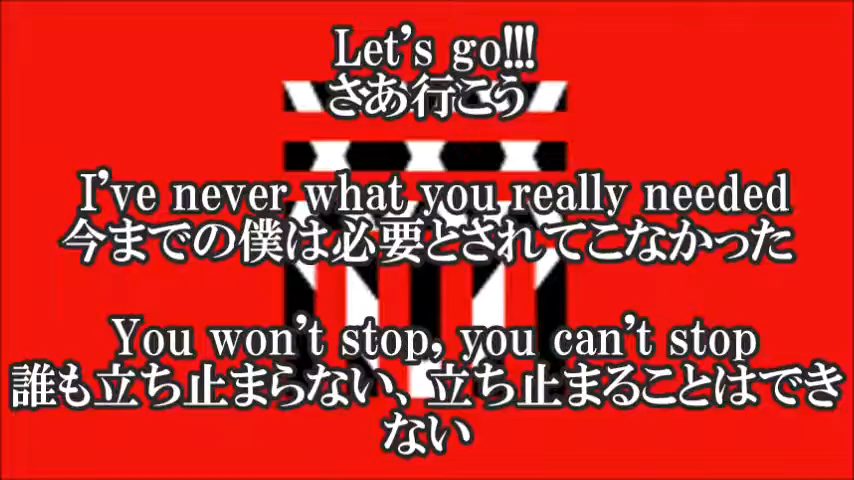 Let's go!!!
さあ行こう
I've never what you really needed
今までの僕は必要とされてこなかった
You won't stop, you can't stop
誰も立ち止まらない、立ち止まることはでき
ない